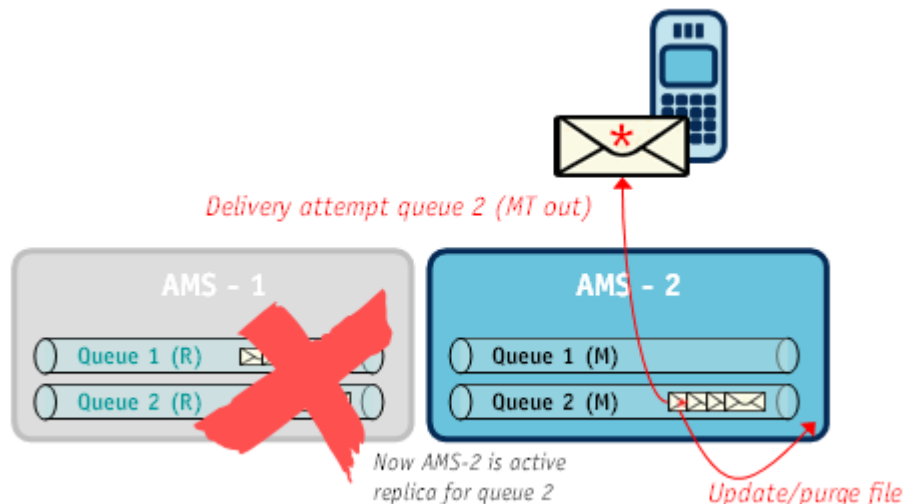 *
Delivery attempt queue 2 (MT out)
AMS - 1
Queue 1 (R)
Queue 2 (R)
AMS - 2
Queue 1 (M)
Queue 2 (M)
Now AMS-2 is active
replica for queue 2
Update/purge file